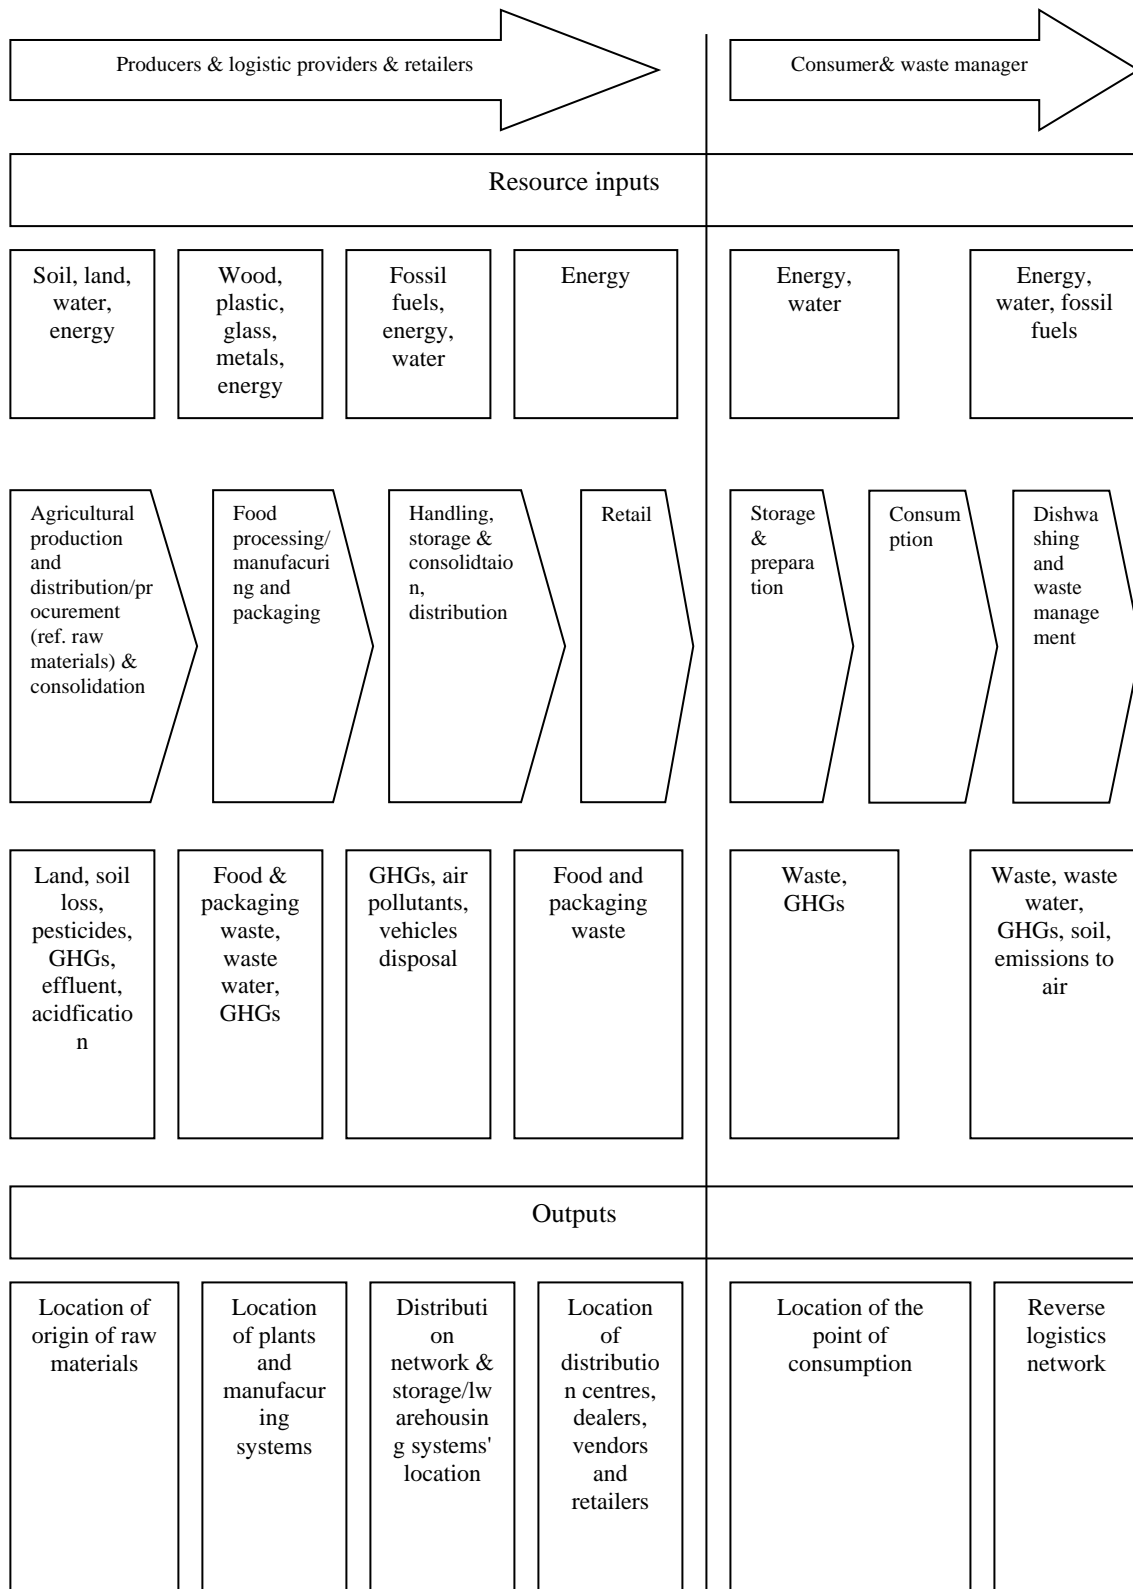 Producers & logistic providers & retailers
Consumer& waste manager
Resource inputs
Soil, land,
water,
energy
Wood,
plastic,
glass,
metals,
energy
Fossil
fuels,
energy,
water
Energy
Energy,
water
Energy,
water, fossil
fuels
Agricultural
production
and
distribution/pr
ocurement
(ref. raw
materials) &
consolidation
Food
processing/
manufacuri
ng and
packaging
Handling,
storage &
consolidtaio
n,
distribution
Retail
Storage
&
prepara
tion
Consum
ption
Dishwa
shing
and
waste
manage
ment
Land, soil
loss,
pesticides,
GHGs,
effluent,
acidficatio
n
Food &
packaging
waste,
waste
water,
GHGs
GHGs, air
pollutants,
vehicles
disposal
Food and
packaging
waste
Waste,
GHGs
Waste, waste
water,
GHGs, soil,
emissions to
air
Outputs
Location of
origin of raw
materials
Location
of plants
and
manufacur
ing
systems
Distributi
on
network &
storage/lw
arehousin
g systems'
location
Location
of
distributio
n centres,
dealers,
vendors
and
retailers
Location of the
point of
consumption
Reverse
logistics
network